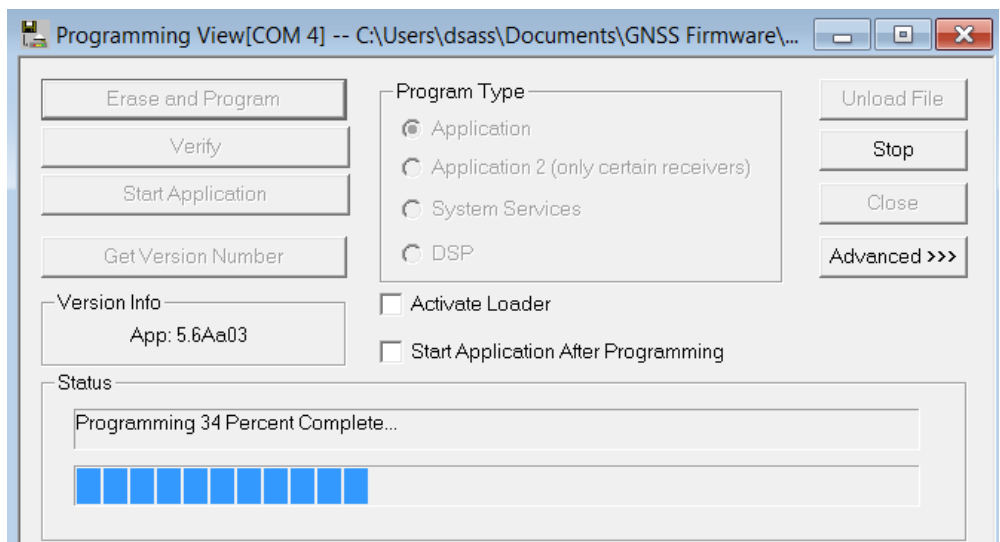 Programming View[COM 4] -- C:\Users\dsass\Documents\GNSS Firmware\...
Erase and Program
Verify
Start Application
Get Version Number
Version Info
App: 5.6Aa03
Program Type
Application
Application 2 (only certain receivers)
System Services
DSP
Activate Loader
Start Application After Programming
Unload File
Stop
Close
Advanced >>>
Status
Programming 34 Percent Complete...